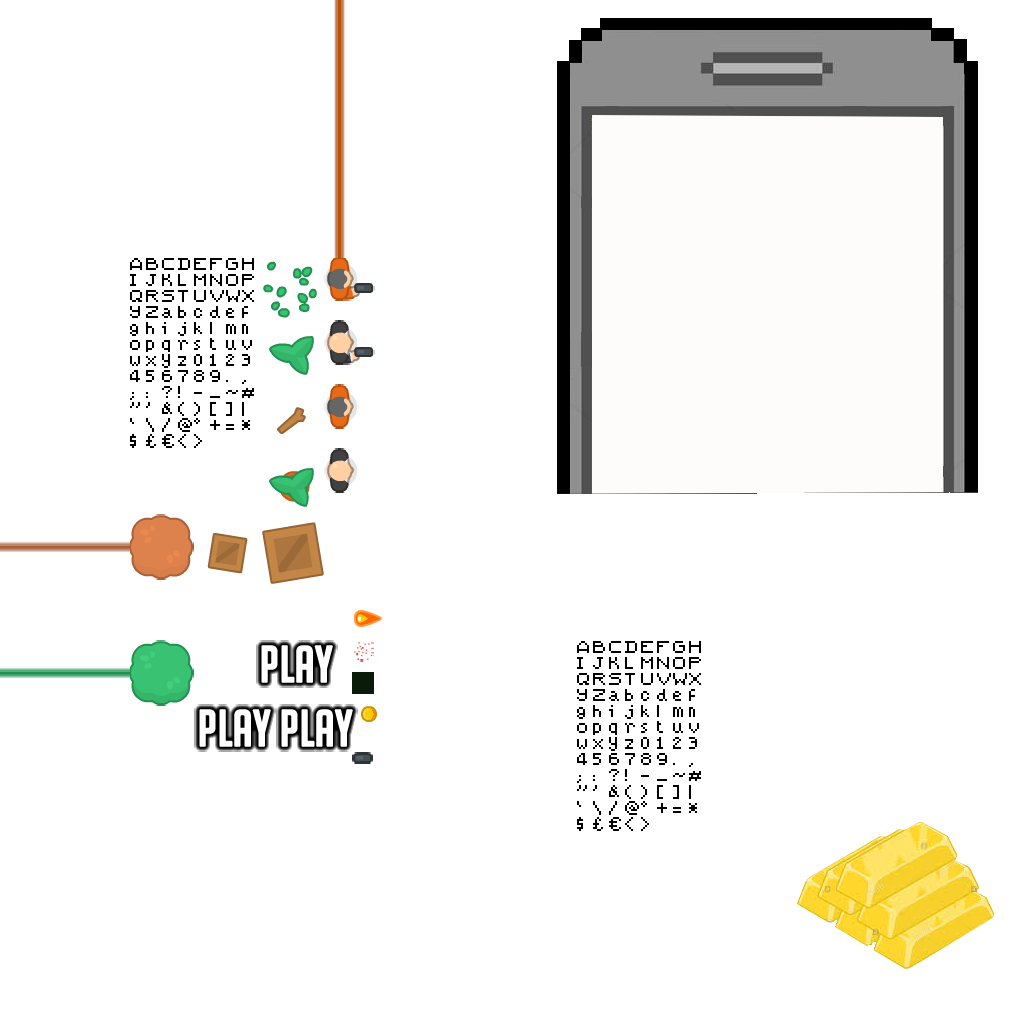 ABCDEFGH
IJKLMNOP
QRSTUVWX
YZabcdef
ghijklmn
opqrstuv
wxyz0123
456789.,
;:?!-_~#
"'&()[]|
`\/@°+=*
$£€<>
PLAY
PLAY PLAY
ABCDEFGH
IJKLMNOP
QRSTUVWX
YZabcdef
ghijklmn
opqrstuv
wxyz0123
456789.,
;:?!-_~#
"'&()[]|
`\/@°+=*
$£€<>